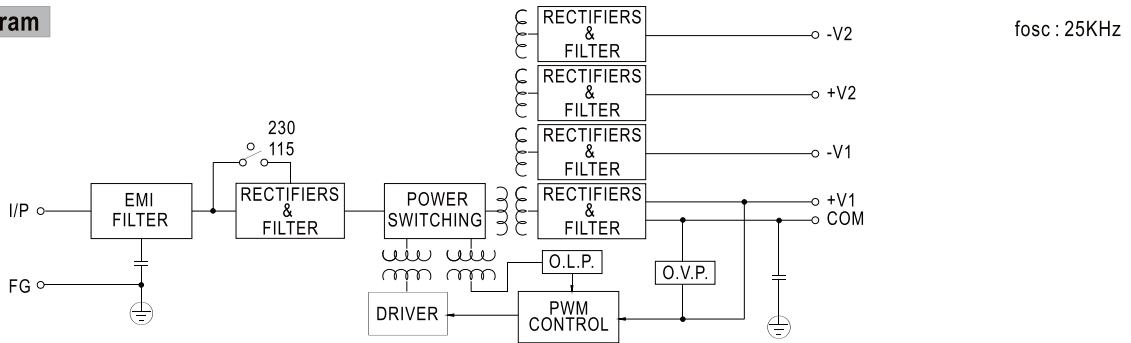 ram
fosc : 25KHz
RECTIFIERS
&
FILTER
-V2
RECTIFIERS
&
FILTER
+V2
RECTIFIERS
&
FILTER
-V1
230
115
I/P
EMI
FILTER
RECTIFIERS
&
FILTER
POWER
SWITCHING
RECTIFIERS
&
FILTER
+V1
COM
O.L.P.
O.V.P.
FG
DRIVER
PWM
CONTROL